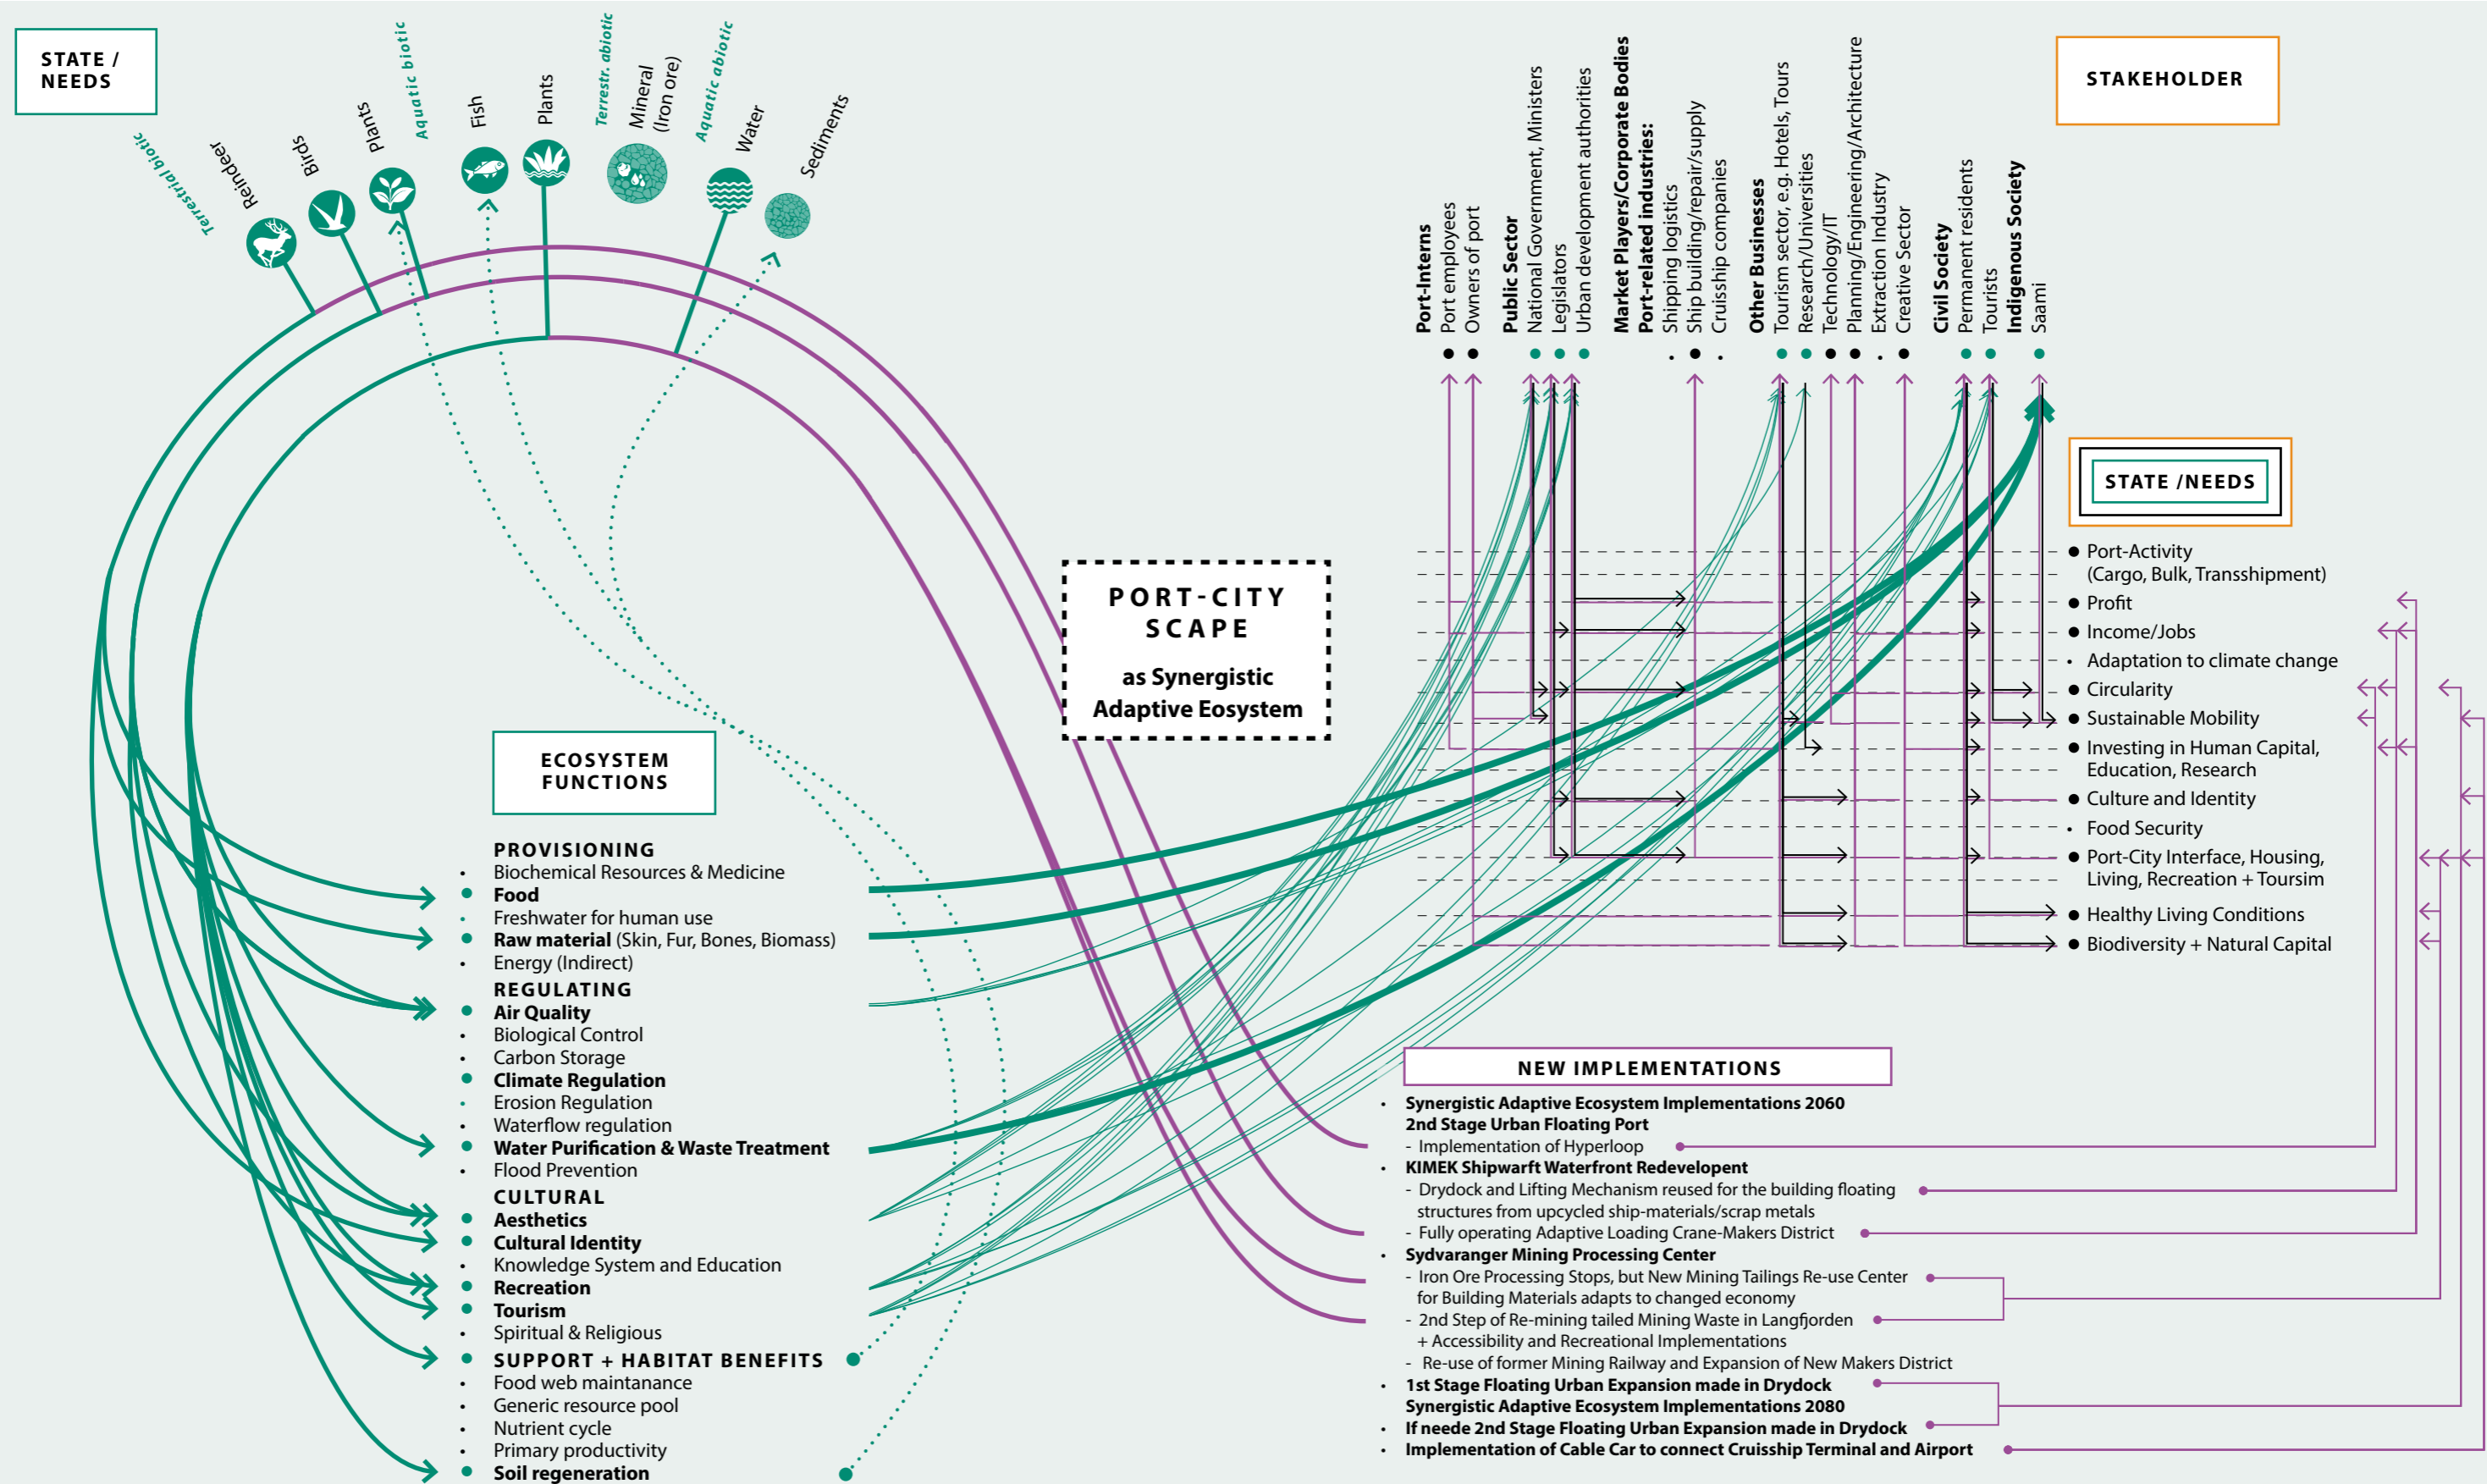 STATE /
NEEDS
Terrestrial biotic
Reindeer
Birds
Plants
Aquatic biotic
Fish
Plants
Terrestr. abiotic
Mineral
(Iron ore)
Aquatic abiotic
Water
Sediments
Port-Interns
Port employees
Owners of port
Public Sector
National Government, Ministers
Legislators
Urban development authorities
Market Players/Corporate Bodies
Port-related industries:
Shipping logistics
Ship building/repair/supply
Cruisship companies
Other Businesses
Tourism sector, e.g. Hotels, Tours
Research/Universities
Technology/IT
Planning/Engineering/Architecture
Extraction Industry
Creative Sector
Civil Society
Permanent residents
Tourists
Indigenous Society
Saami
STAKEHOLDER
STATE /NEEDS
Port-Activity
(Cargo, Bulk, Transshipment)
Profit
Income/Jobs
Adaptation to climate change
Circularity
Sustainable Mobility
Investing in Human Capital,
Education, Research
Culture and Identity
Food Security
Port-City Interface, Housing,
Living, Recreation + Toursim
Healthy Living Conditions
Biodiversity + Natural Capital
PORT-CITY
SCAPE
as Synergistic
Adaptive Eosystem
ECOSYSTEM
FUNCTIONS
PROVISIONING
Biochemical Resources & Medicine
Food
Freshwater for human use
Raw material (Skin, Fur, Bones, Biomass)
Energy (Indirect)
REGULATING
Air Quality
Biological Control
Carbon Storage
Climate Regulation
Erosion Regulation
Waterflow regulation
Water Purification & Waste Treatment
Flood Prevention
CULTURAL
Aesthetics
Cultural Identity
Knowledge System and Education
Recreation
Tourism
Spiritual & Religious
SUPPORT + HABITAT BENEFITS
Food web maintanance
Generic resource pool
Nutrient cycle
Primary productivity
Soil regeneration
NEW IMPLEMENTATIONS
Synergistic Adaptive Ecosystem Implementations 2060
2nd Stage Urban Floating Port
- Implementation of Hyperloop
KIMEK Shipwarft Waterfront Redevelopent
- Drydock and Lifting Mechanism reused for the building floating
structures from upcycled ship-materials/scrap metals
- Fully operating Adaptive Loading Crane-Makers District
Sydvaranger Mining Processing Center
- Iron Ore Processing Stops, but New Mining Tailings Re-use Center
for Building Materials adapts to changed economy
- 2nd Step of Re-mining tailed Mining Waste in Langfjorden
+ Accessibility and Recreational Implementations
- Re-use of former Mining Railway and Expansion of New Makers District
1st Stage Floating Urban Expansion made in Drydock
Synergistic Adaptive Ecosystem Implementations 2080
If neede 2nd Stage Floating Urban Expansion made in Drydock
Implementation of Cable Car to connect Cruisship Terminal and Airport